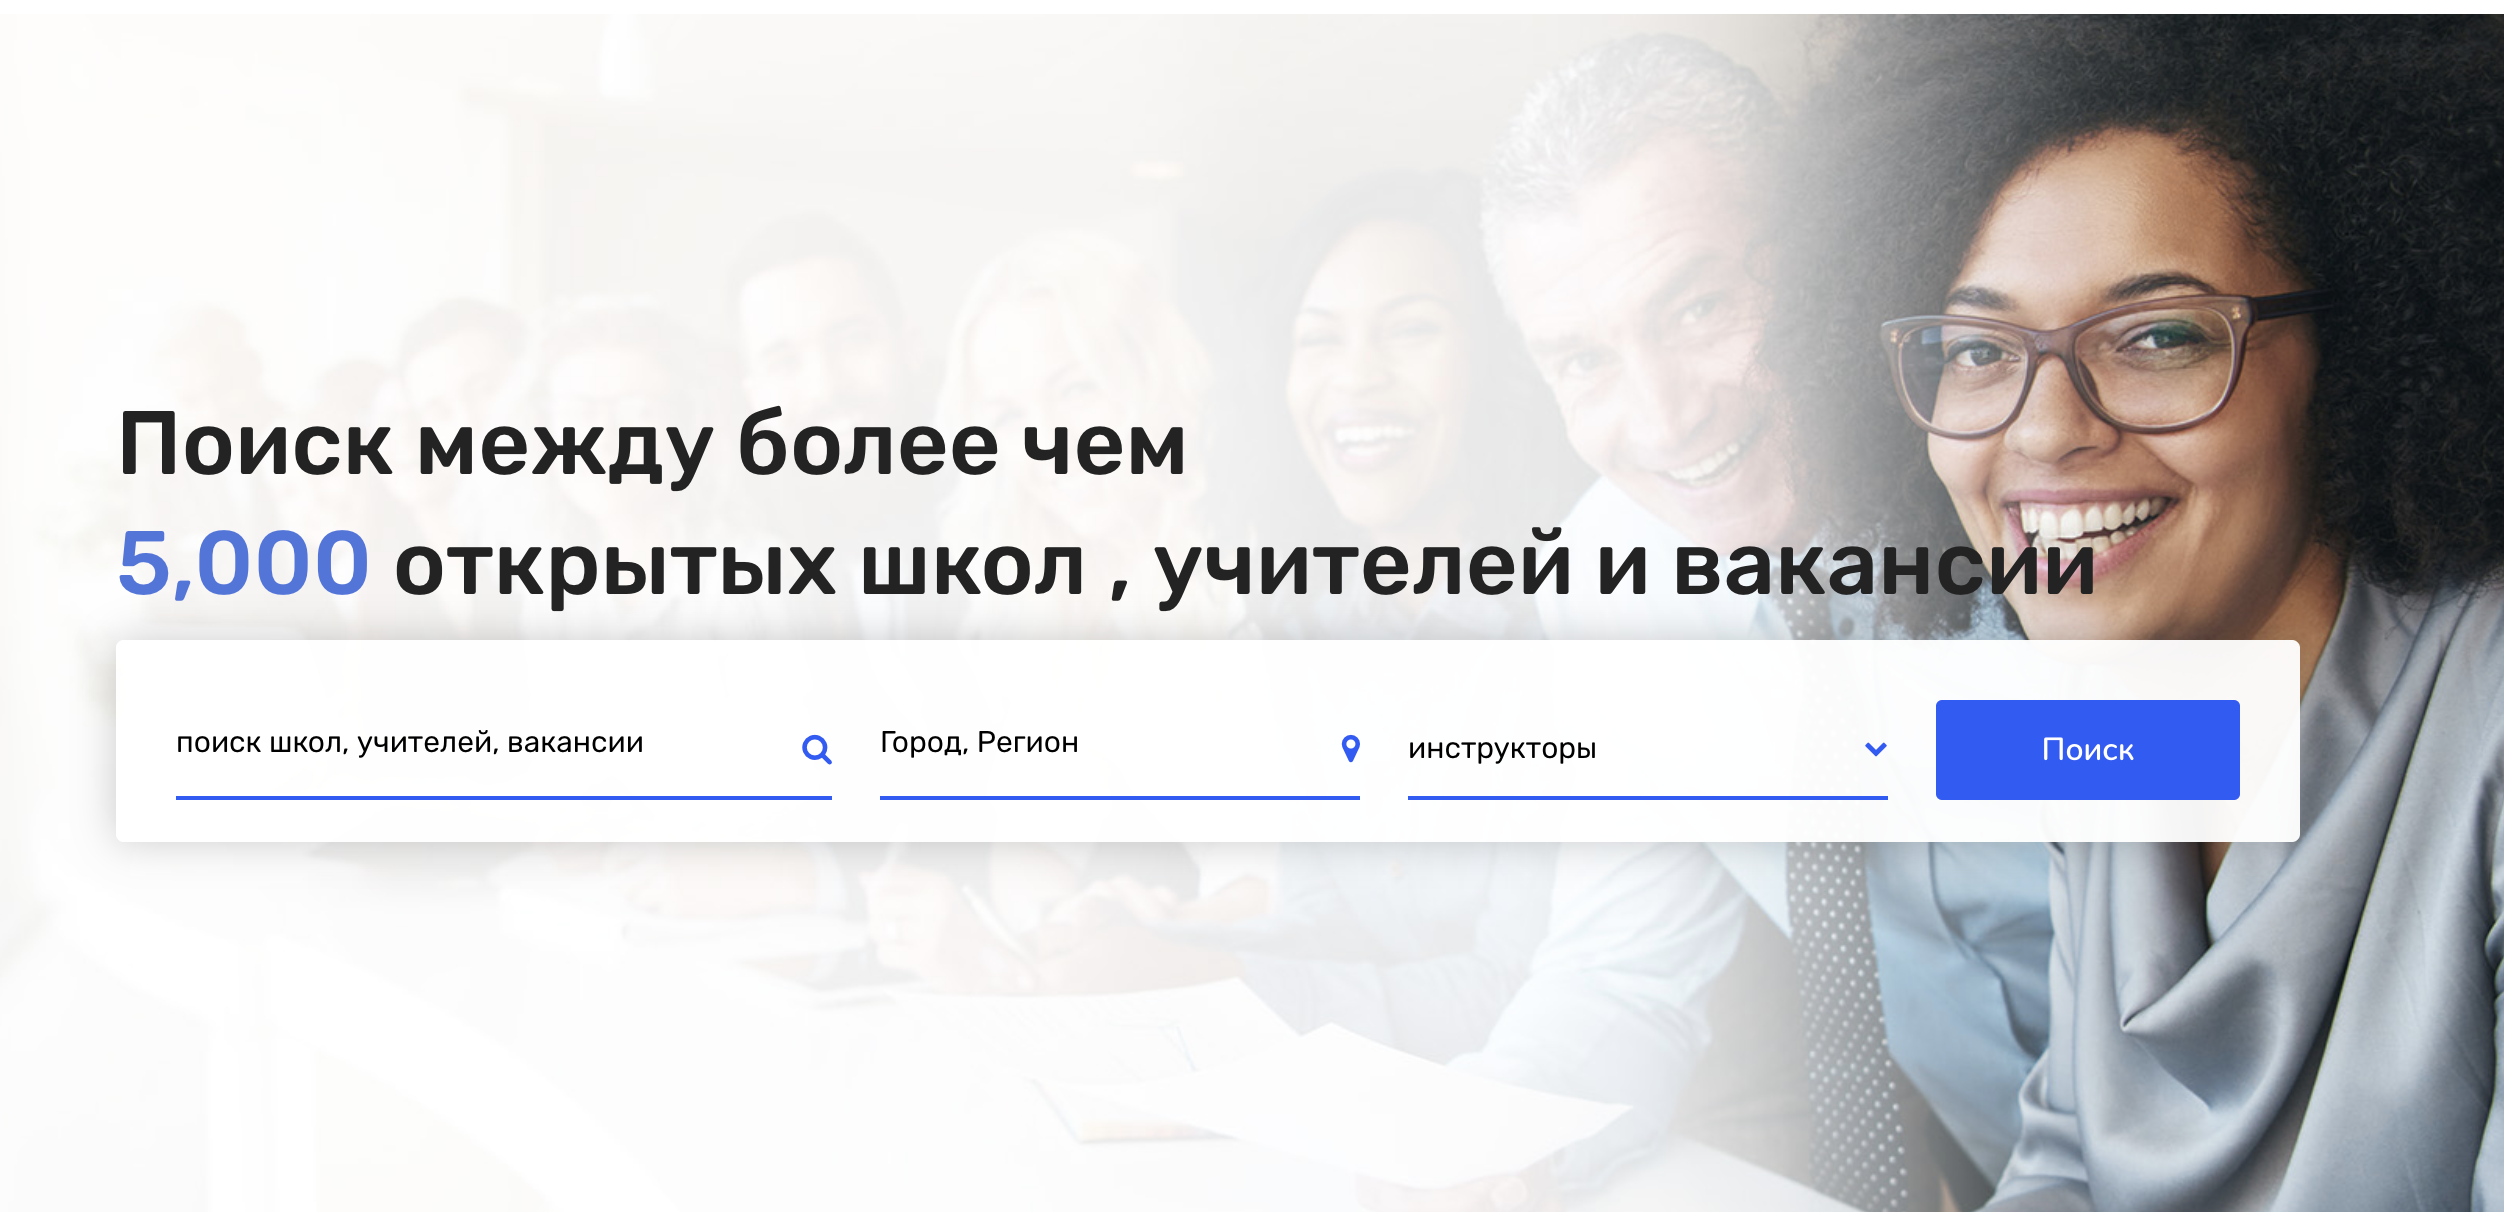 Поиск между более чем
5,000 открытых школ , учителей и вакансии
поиск школ, учителей, вакансии
Город, Регион
инструкторы
Поиск